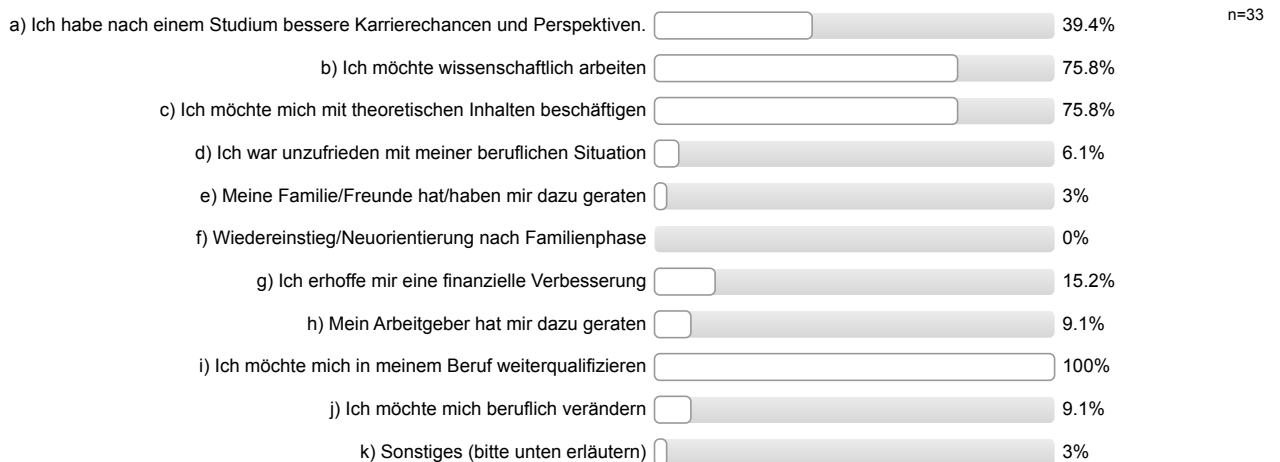 n=33
a) Ich habe nach einem Studium bessere Karrierechancen und Perspektiven. 39.4%
b) Ich möchte wissenschaftlich arbeiten 75.8%
c) Ich möchte mich mit theoretischen Inhalten beschäftigen 75.8%
d) Ich war unzufrieden mit meiner beruflichen Situation 6.1%
e) Meine Familie/Freunde hat/haben mir dazu geraten 3%
f) Wiedereinstieg/Neuorientierung nach Familienphase 0%
g) Ich erhoffe mir eine finanzielle Verbesserung 15.2%
h) Mein Arbeitgeber hat mir dazu geraten 9.1%
i) Ich möchte mich in meinem Beruf weiterqualifizieren 100%
j) Ich möchte mich beruflich verändern 9.1%
k) Sonstiges (bitte unten erläutern) 3%